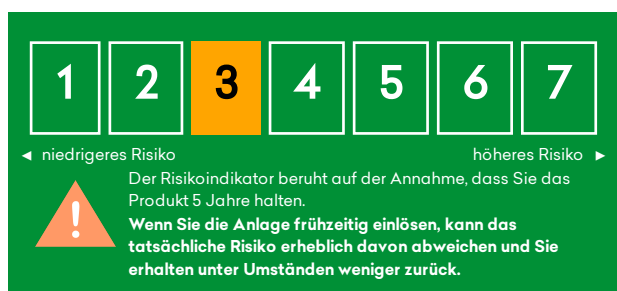 1 2 3 4 5 6 7
◄ niedrigeres Risiko höheres Risiko ►
Der Risikoindikator beruht auf der Annahme, dass Sie das
Produkt 5 Jahre halten.
!
Wenn Sie die Anlage frühzeitig einlösen, kann das
tatsächliche Risiko erheblich davon abweichen und Sie
erhalten unter Umständen weniger zurück.